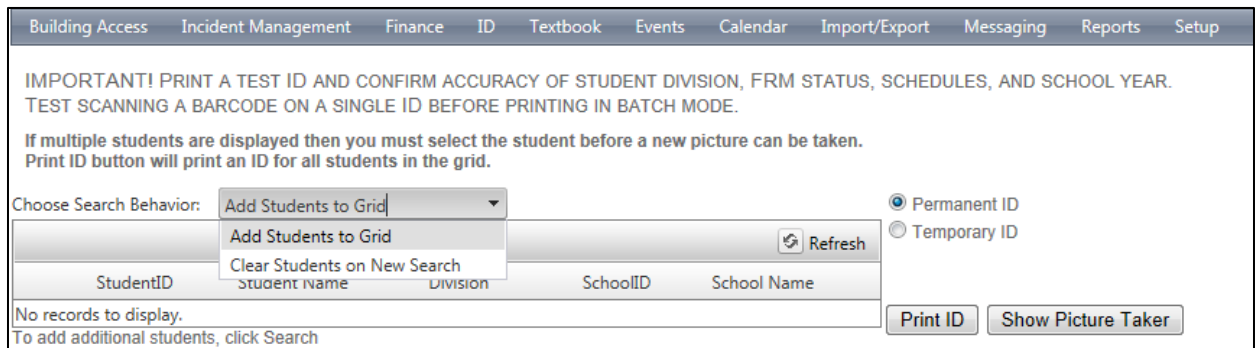 Building Access Incident Management Finance ID Textbook Events Calendar Import/Export Messaging Reports Setup
IMPORTANT! PRINT A TEST ID AND CONFIRM ACCURACY OF STUDENT DIVISION, FRM STATUS, SCHEDULES, AND SCHOOL YEAR.
TEST SCANNING A BARCODE ON A SINGLE ID BEFORE PRINTING IN BATCH MODE.
If multiple students are displayed then you must select the student before a new picture can be taken.
Print ID button will print an ID for all students in the grid.
Choose Search Behavior: Add Students to Grid
Permanent ID
Add Students to Grid
Refresh
Temporary ID
Clear Students on New Search
StudentID Student Name Division SchoolID School Name
No records to display.
Print ID Show Picture Taker
To add additional students, click Search